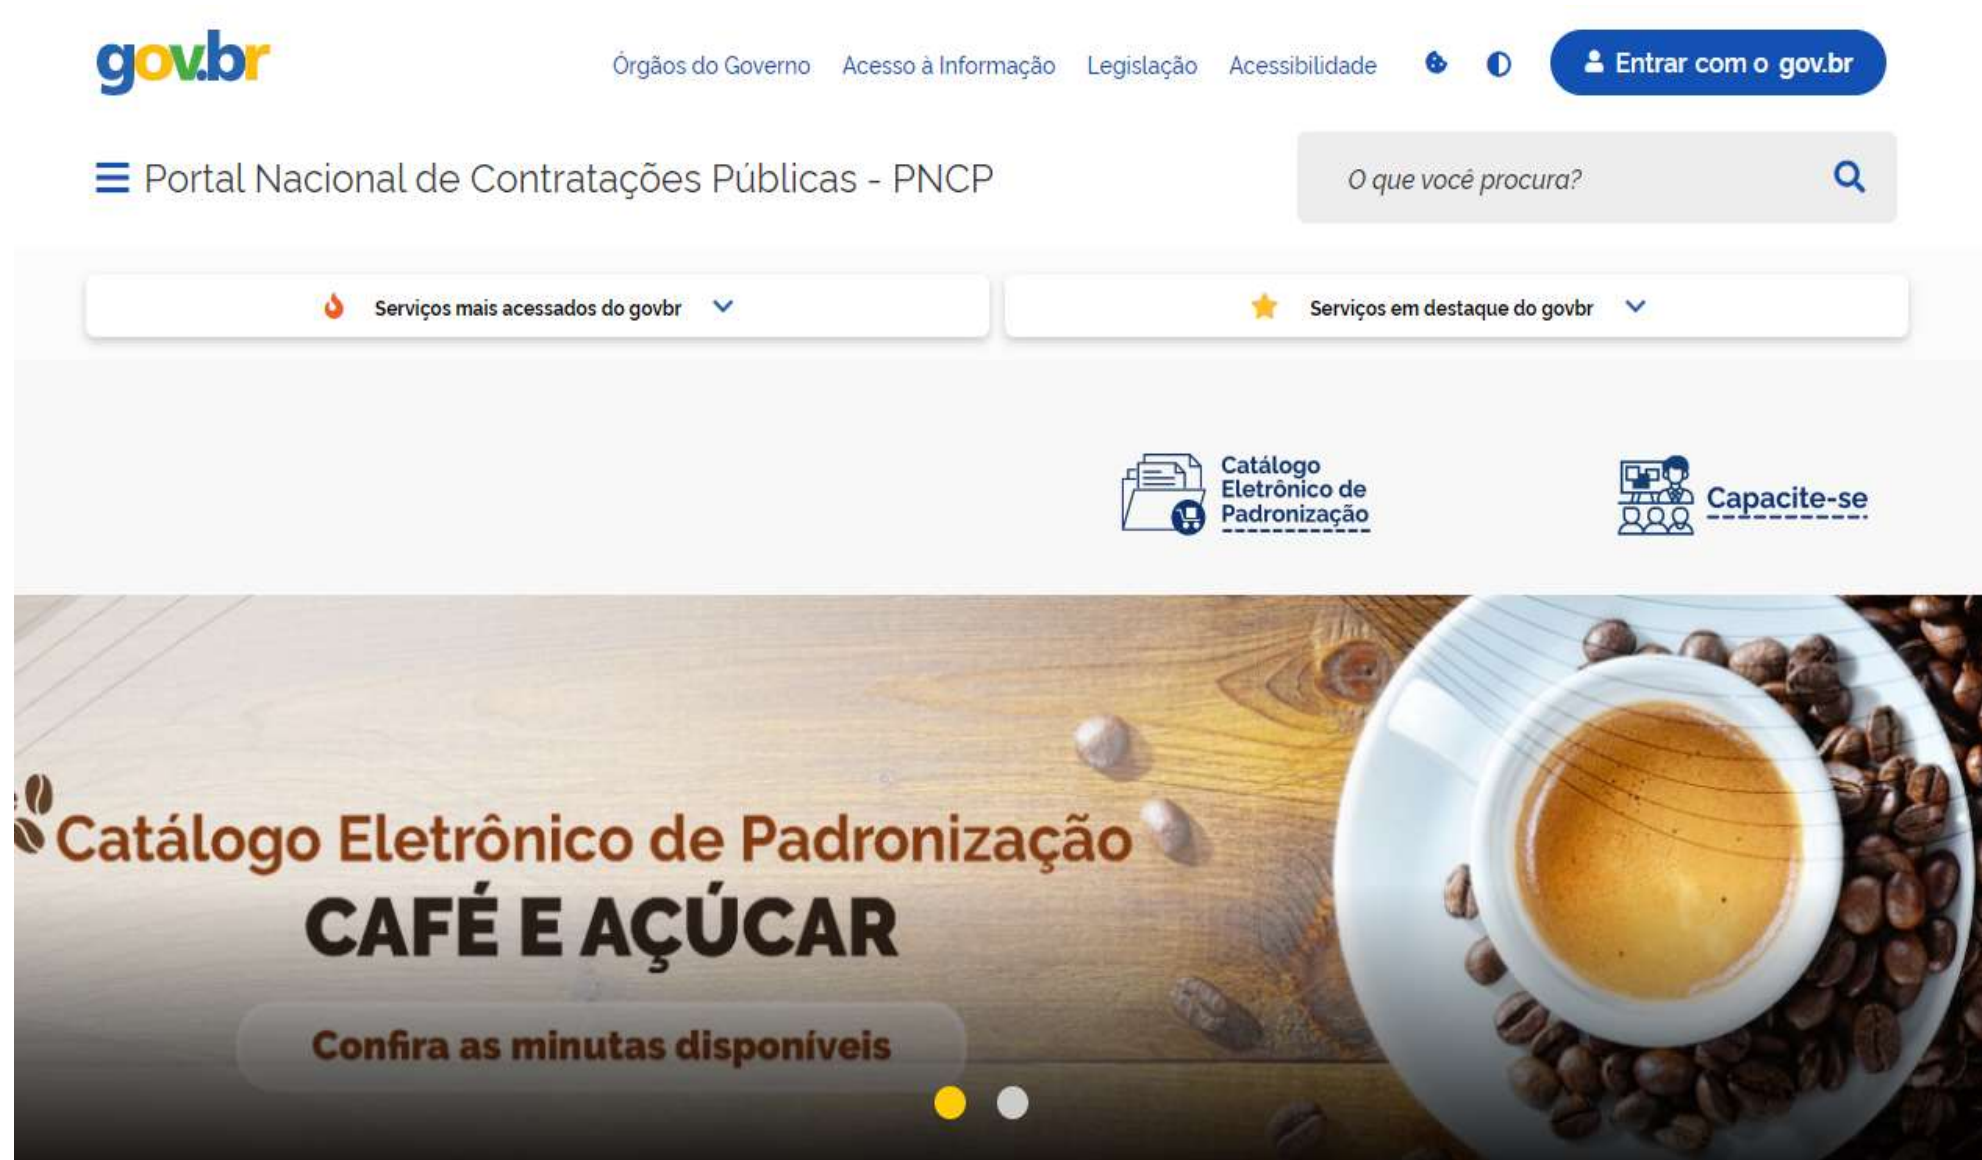 gov.br
Órgãos do Governo Acesso à Informação Legislação Acessibilidade Entrar com o gov.br
Portal Nacional de Contratações Públicas - PNCP O que você procura?
Serviços mais acessados do govbr Serviços em destaque do govbr
Catálogo
Eletrônico de
Padronização
Capacite-se
Catálogo Eletrônico de Padronização
CAFÉ E AÇÚCAR
Confira as minutas disponíveis